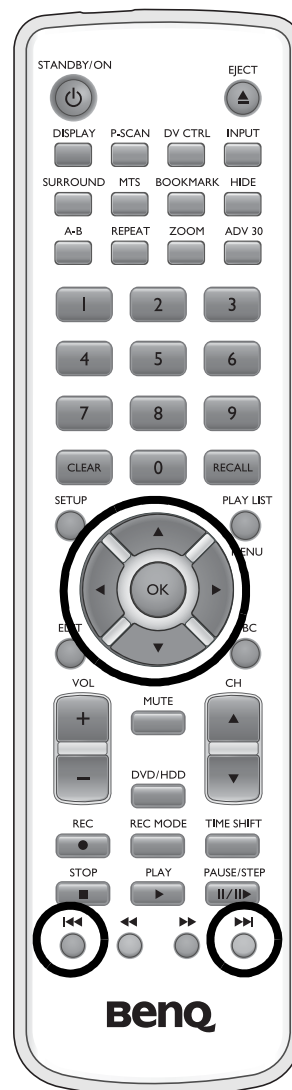 STANDBY/ON EJECT
DISPLAY P-SCAN DV CTRL INPUT
SURROUND MTS BOOKMARK HIDE
A-B REPEAT ZOOM ADV 30
1 2 3
4 5 6
7 8 9
CLEAR 0 RECALL
SETUP PLAY LIST
MENU
OK
VOL CH
+ MUTE
-
DVD/HDD
REC REC MODE TIME SHIFT
STOP PLAY PAUSE/STEP
BenQ